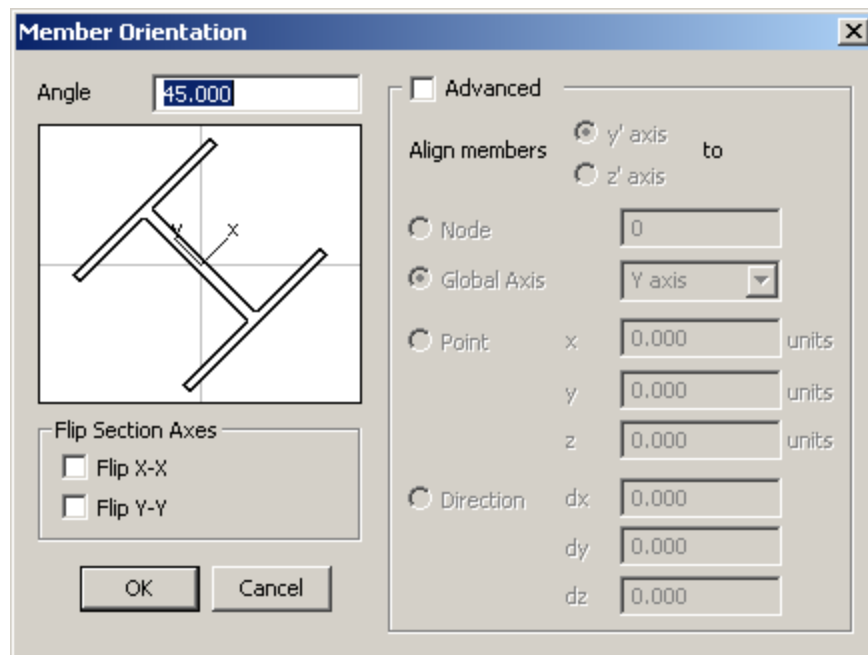 Member Orientation
Angle 45.000
y x
Flip Section Axes
Flip X-X
Flip Y-Y
OK Cancel
Advanced
Align members y' axis to
z' axis
Node 0
Global Axis Y axis
Point x 0.000 units
y 0.000 units
z 0.000 units
Direction dx 0.000
dy 0.000
dz 0.000